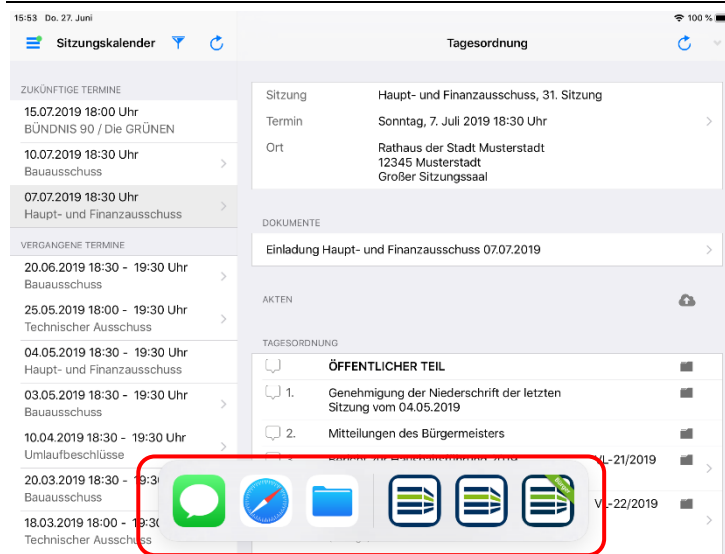 15:53 Do. 27. Juni
100 %
Sitzungskalender
Tagesordnung
ZUKÜNFTIGE TERMINE
15.07.2019 18:00 Uhr
BÜNDNIS 90 / Die GRÜNEN
10.07.2019 18:30 Uhr
Bauausschuss
07.07.2019 18:30 Uhr
Haupt- und Finanzausschuss
VERGANGENE TERMINE
20.06.2019 18:30 - 19:30 Uhr
Bauausschuss
25.05.2019 18:00 - 19:30 Uhr
Technischer Ausschuss
04.05.2019 18:30 - 19:30 Uhr
Haupt- und Finanzausschuss
03.05.2019 18:30 - 19:30 Uhr
Bauausschuss
10.04.2019 18:30 - 19:30 Uhr
Umlaufbeschlüsse
20.03.2019 18:30 - 19:30
Bauausschuss
18.03.2019 18:00 - 19:30
Technischer Ausschuss
Sitzung Haupt- und Finanzausschuss, 31. Sitzung
Termin Sonntag, 7. Juli 2019 18:30 Uhr
Ort Rathaus der Stadt Musterstadt
12345 Musterstadt
Großer Sitzungssaal
DOKUMENTE
Einladung Haupt- und Finanzausschuss 07.07.2019
AKTEN
TAGESORDNUNG
ÖFFENTLICHER TEIL
1. Genehmigung der Niederschrift der letzten
Sitzung vom 04.05.2019
2. Mitteilungen des Bürgermeisters
VL-21/2019
VL-22/2019
Bürger